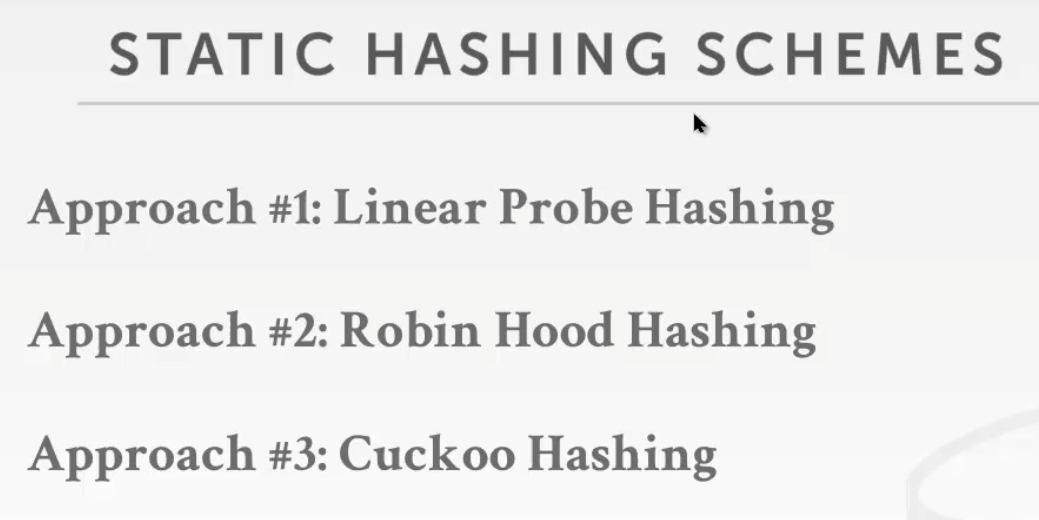 STATIC HASHING SCHEMES
Approach #1: Linear Probe Hashing
Approach #2: Robin Hood Hashing
Approach #3: Cuckoo Hashing